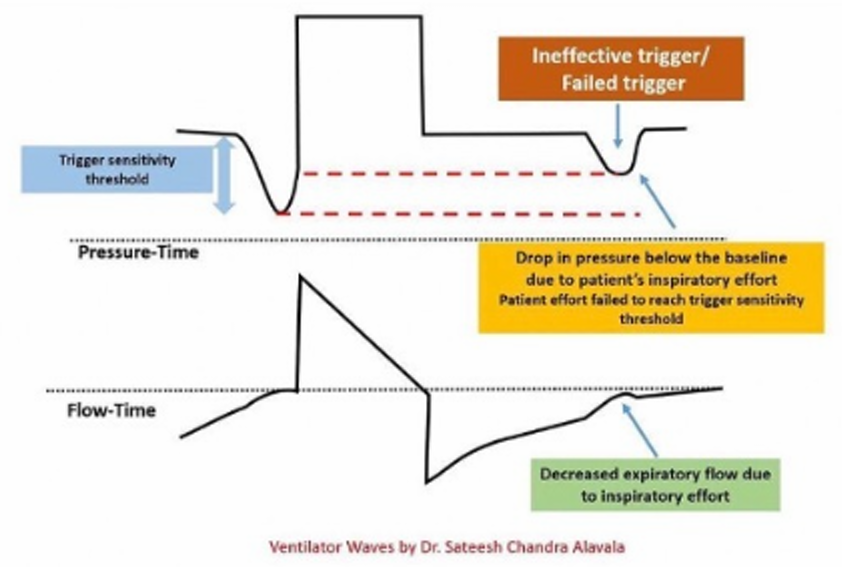 Ineffective trigger/
Failed trigger
Trigger sensitivity
threshold
Pressure-Time
Drop in pressure below the baseline
due to patient's inspiratory effort
Patient effort failed to reach trigger sensitivity
threshold
Flow-Time
Decreased expiratory flow due
to inspiratory effort
Ventilator Waves by Dr. Sateesh Chandra Alavala